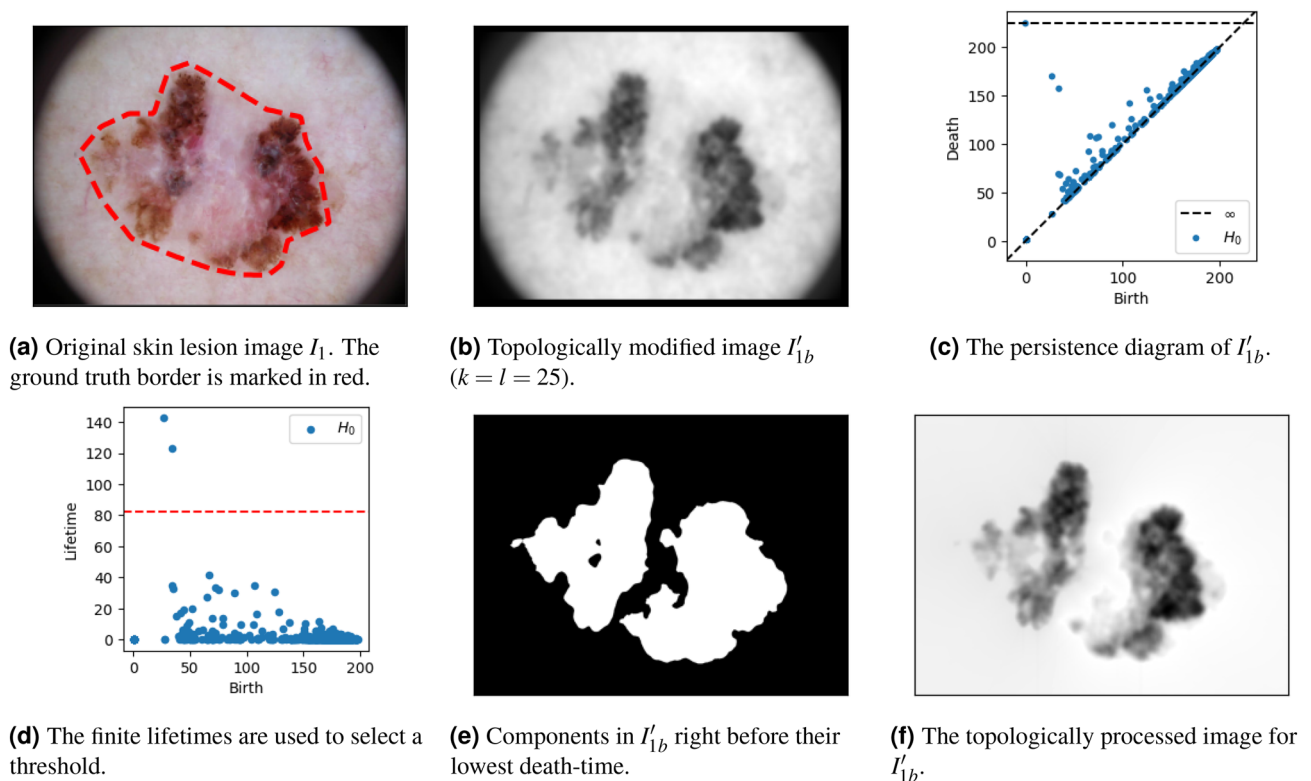 200
150
100
50
0
Death
∞
H₀
0
100
200
Birth
(a) Original skin lesion image I₁. The
ground truth border is marked in red.
(b) Topologically modified image I′₁b
(k = l = 25).
(c) The persistence diagram of I′₁b.
140
120
100
80
60
40
20
0
Lifetime
H₀
0
50
100
150
200
Birth
(d) The finite lifetimes are used to select a
threshold.
(e) Components in I′₁b right before their
lowest death-time.
(f) The topologically processed image for
I′₁b.